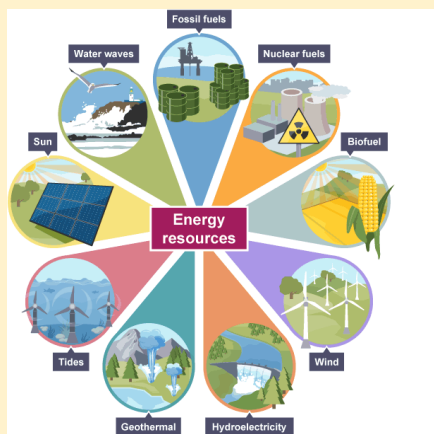 Fossil fuels
Water waves
Nuclear fuels
Sun
Biofuel
Energy
resources
Tides
Wind
Geothermal
Hydroelectricity